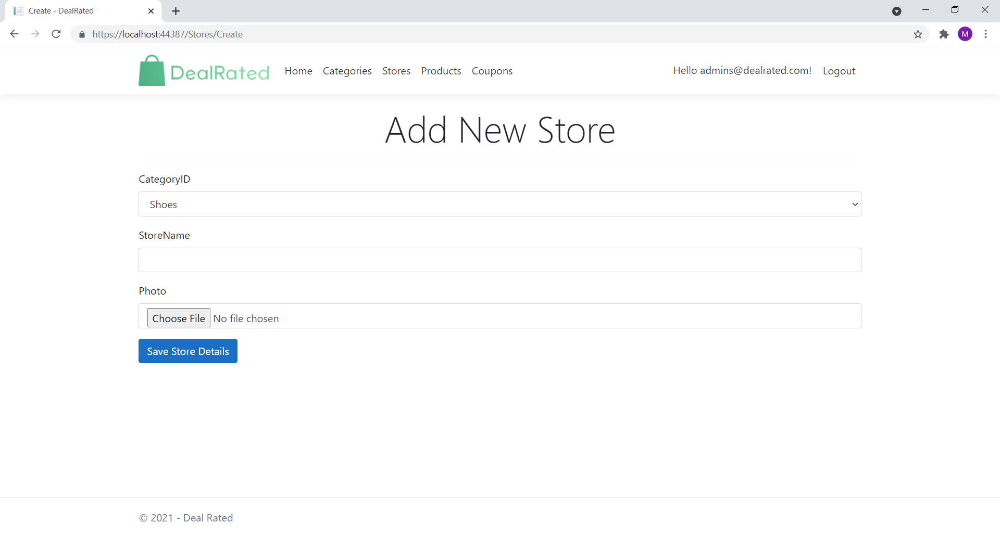 Create - DealRated
https://localhost:44387/Stores/Create
M
DealRated Home Categories Stores Products Coupons Hello admins@dealrated.com! Logout
Add New Store
CategoryID
Shoes
StoreName
Photo
Choose File No file chosen
Save Store Details
© 2021 - Deal Rated